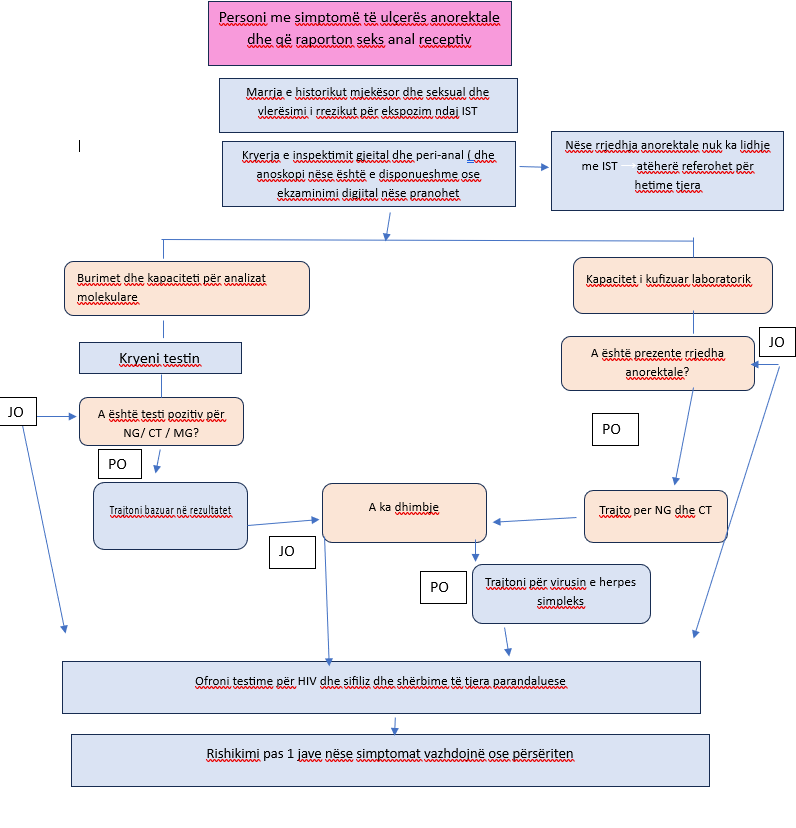 Personi me simptomë të ulçerës anorektale
dhe që raporton seks anal receptiv
Marrja e historikut mjekësor dhe seksual dhe
vlerësimi i rrezikut për ekspozim ndaj IST
Kryerja e inspektimit gjeital dhe peri-anal ( dhe
anoskopi nëse është e disponueshme ose
ekzaminimi digjital nëse pranohet
Nëse rrjedhja anorektale nuk ka lidhje
me IST atëherë referohet për
hetime tjera
Burimet dhe kapaciteti për analizat
molekulare
Kapacitet i kufizuar laboratorik
Kryeni testin
A është prezente rrjedha
anorektale?
JO
JO
A është testi pozitiv për
NG/ CT / MG?
PO
PO
Trajtoni bazuar në rezultatet
A ka dhimbje
Trajto per NG dhe CT
JO
PO
Trajtoni për virusin e herpes
simpleks
Ofroni testime për HIV dhe sifiliz dhe shërbime të tjera parandaluese
Rishikimi pas 1 jave nëse simptomat vazhdojnë ose përsëriten